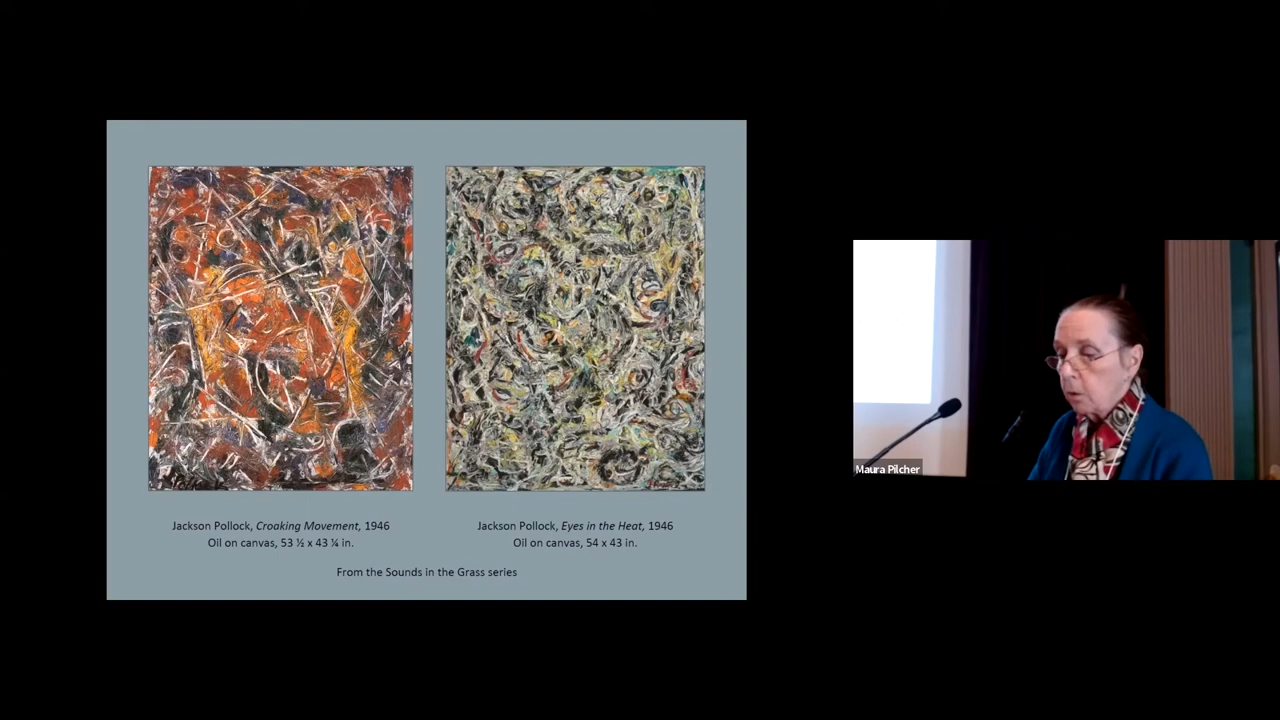 Jackson Pollock, Croaking Movement, 1946
Oil on canvas, 53 ½ x 43 ¼ in.
Jackson Pollock, Eyes in the Heat, 1946
Oil on canvas, 54 x 43 in.
From the Sounds in the Grass series
Maura Pilcher